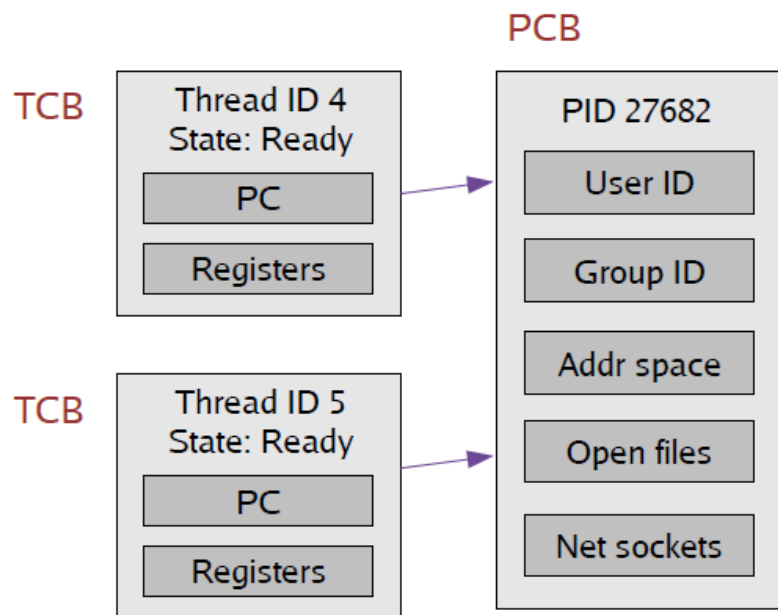 PCB
TCB
Thread ID 4
State: Ready
PC
Registers
TCB
Thread ID 5
State: Ready
PC
Registers
PID 27682
User ID
Group ID
Addr space
Open files
Net sockets